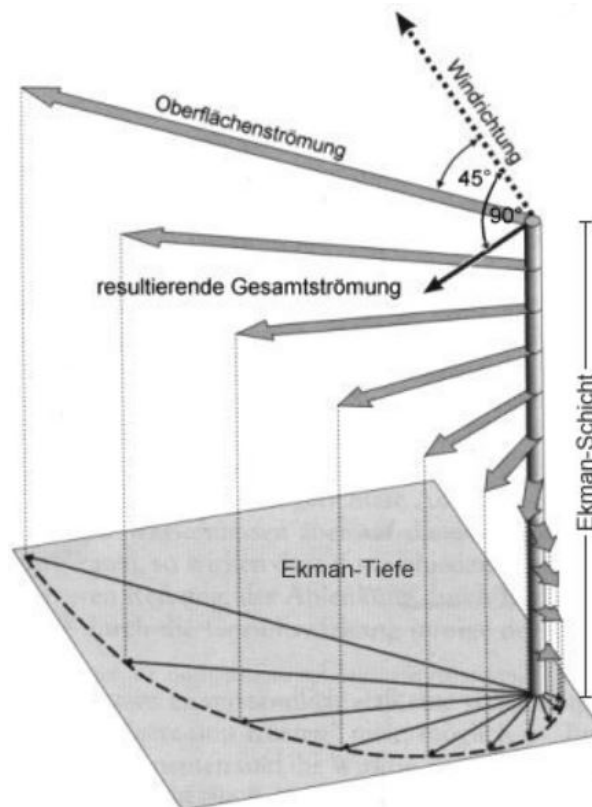 Windrichtung
Oberflächenströmung
45°
90°
resultierende Gesamtströmung
Ekman-Schicht
Ekman-Tiefe